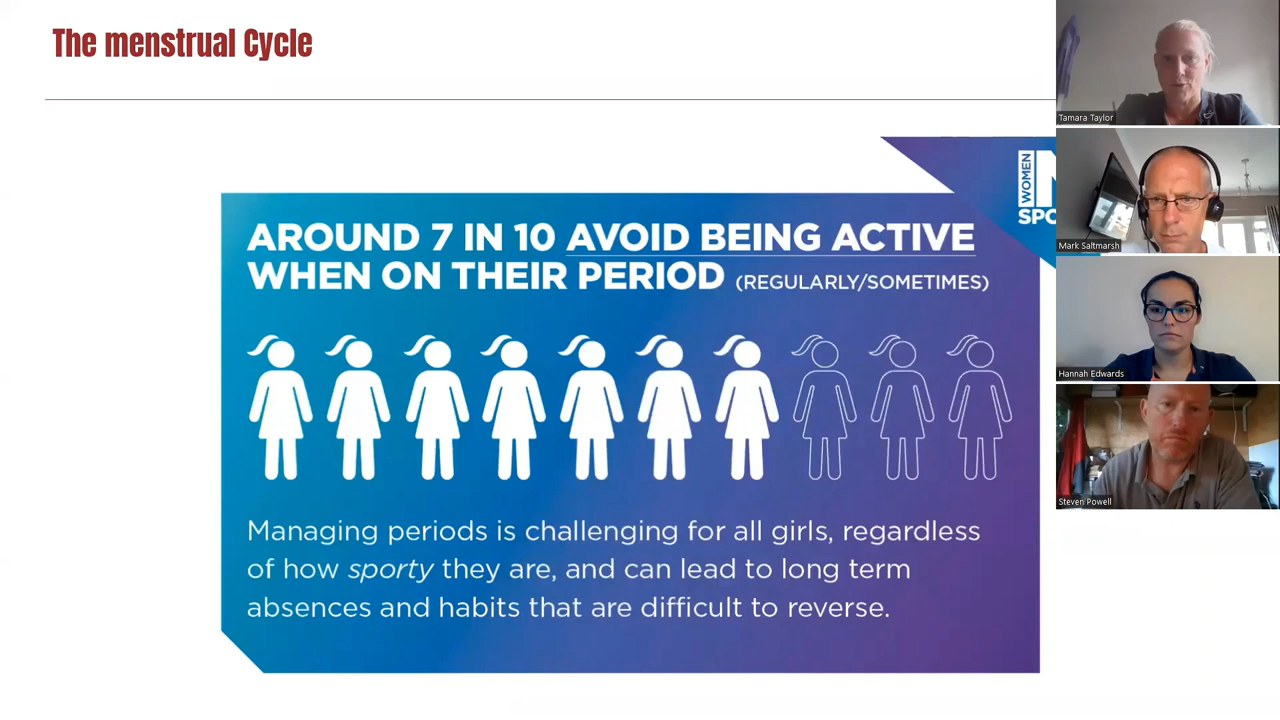 The menstrual Cycle
WOMEN
AROUND 7 IN 10 AVOID BEING ACTIVE
WHEN ON THEIR PERIOD (REGULARLY/SOMETIMES)
Managing periods is challenging for all girls, regardless
of how sporty they are, and can lead to long term
absences and habits that are difficult to reverse.
Tamara Taylor
Mark Saltmarsh
Hannah Edwards
Steven Powell